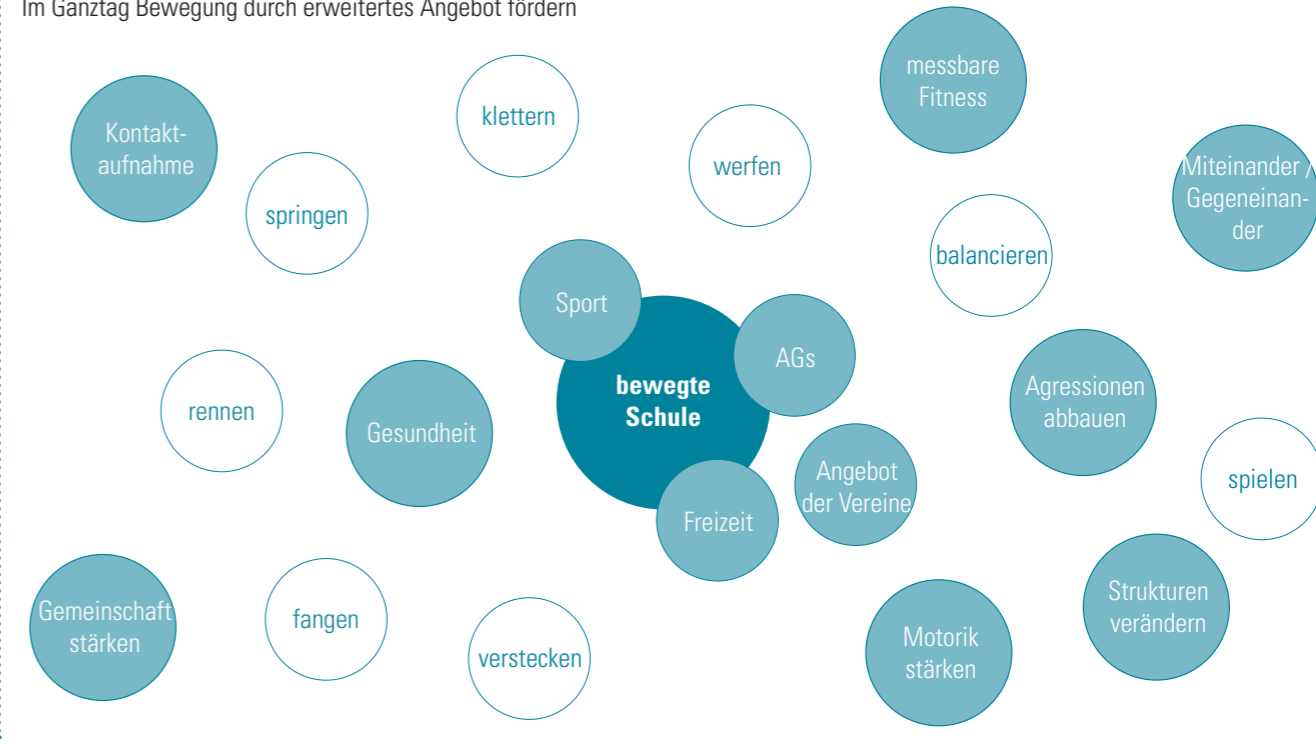 Im Ganztag Bewegung durch erweitertes Angebot fördern
messbare
Fitness
klettern
Kontakt-
aufnahme
werfen
Miteinander /
Gegeneinan-
der
springen
balancieren
Sport
AGs
bewegte
Schule
Agressionen
abbauen
rennen
Gesundheit
Angebot
der Vereine
spielen
Freizeit
Strukturen
verändern
Gemeinschaft
stärken
fangen
Motorik
stärken
verstecken